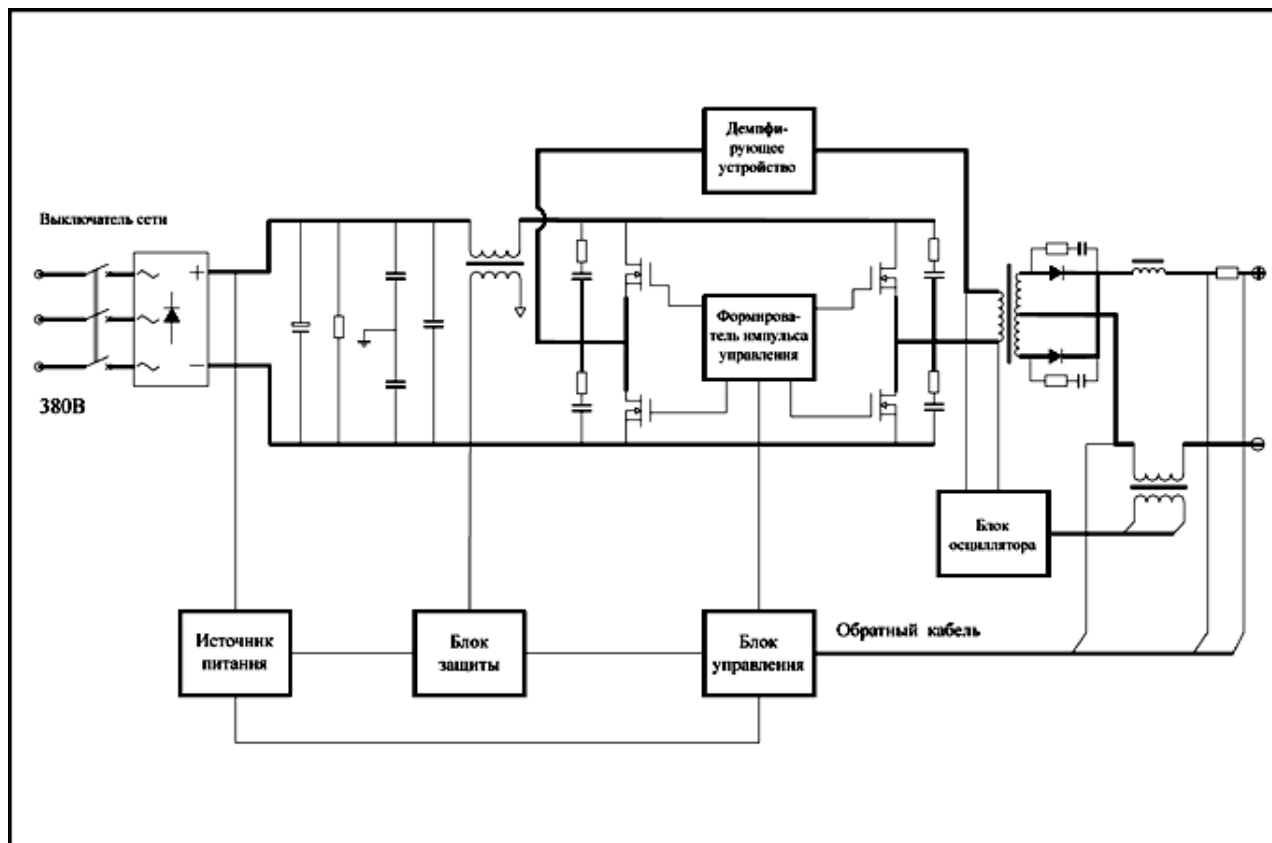 Демпфи-
рующее
устройство
Выключатель сети
380В
Формирова-
тель импульса
управления
Блок
осциллятора
Источник
питания
Блок
защиты
Блок
управления
Обратный кабель